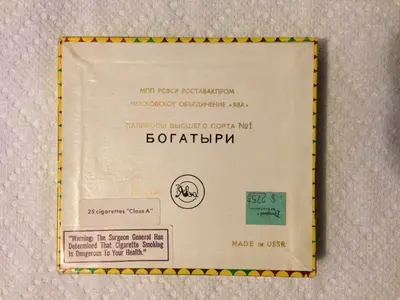 МПП РСФСР РОСТАБАКПРОМ
МОСКОВСКОЕ ОБЪЕДИНЕНИЕ «ЯВА»
ПАПИРОСЫ ВЫСШЕГО СОРТА №1
БОГАТЫРИ
Ява
25 cigarettes "Class A"
"Warning: The Surgeon General Has
Determined That Cigarette Smoking
Is Dangerous To Your Health."
MADE IN USSR